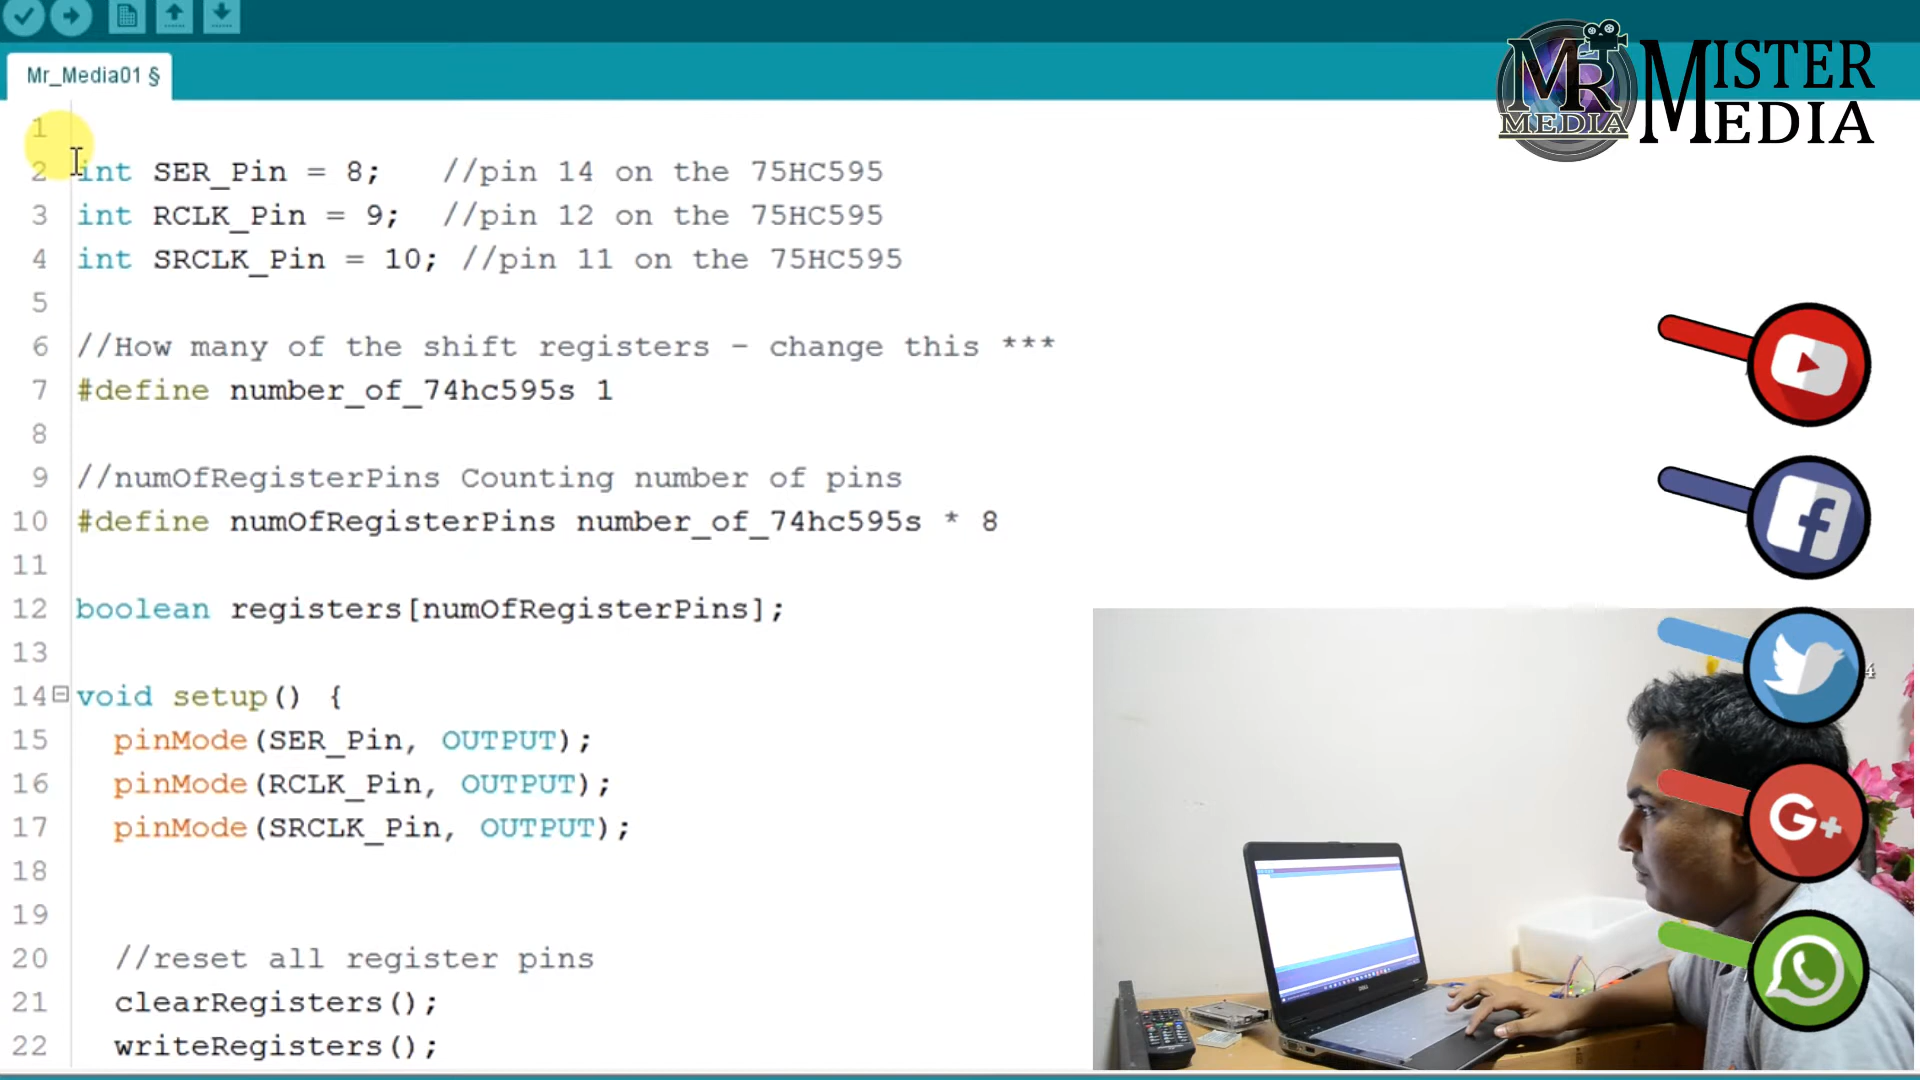 Mr_Media01 §
MR
MEDIA
MISTER
MEDIA
1
2 int SER_Pin = 8;   //pin 14 on the 75HC595
3 int RCLK_Pin = 9;  //pin 12 on the 75HC595
4 int SRCLK_Pin = 10; //pin 11 on the 75HC595
5
6 //How many of the shift registers - change this ***
7 #define number_of_74hc595s 1
8
9 //numOfRegisterPins Counting number of pins
10 #define numOfRegisterPins number_of_74hc595s * 8
11
12 boolean registers[numOfRegisterPins];
13
14 void setup() {
15   pinMode(SER_Pin, OUTPUT);
16   pinMode(RCLK_Pin, OUTPUT);
17   pinMode(SRCLK_Pin, OUTPUT);
18
19
20   //reset all register pins
21   clearRegisters();
22   writeRegisters();
f
4
G+
DELL